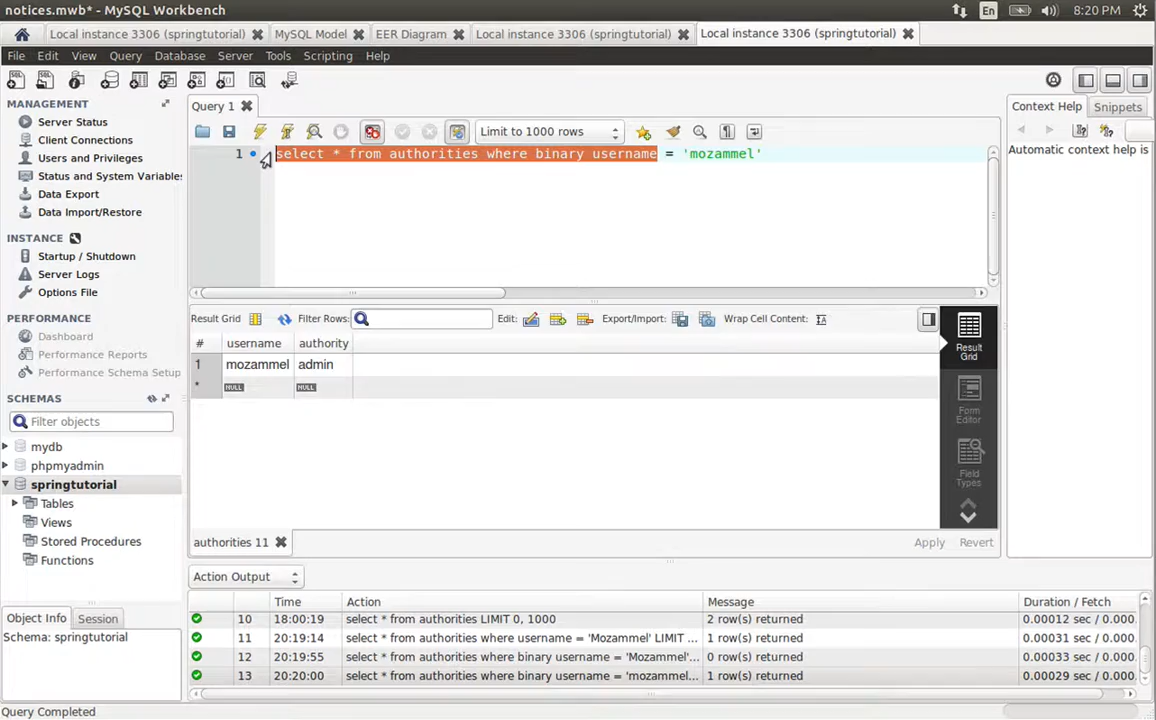 notices.mwb* - MySQL Workbench
En
8:20 PM
Local instance 3306 (springtutorial)
MySQL Model
EER Diagram
Local instance 3306 (springtutorial)
Local instance 3306 (springtutorial)
File Edit View Query Database Server Tools Scripting Help
MANAGEMENT
Server Status
Client Connections
Users and Privileges
Status and System Variables
Data Export
Data Import/Restore
INSTANCE
Startup / Shutdown
Server Logs
Options File
PERFORMANCE
Dashboard
Performance Reports
Performance Schema Setup
SCHEMAS
Filter objects
mydb
phpmyadmin
springtutorial
Tables
Views
Stored Procedures
Functions
Object Info Session
Schema: springtutorial
Query 1
Limit to 1000 rows
1 select * from authorities where binary username = 'mozammel'
Result Grid Filter Rows: Edit: Export/Import: Wrap Cell Content:
# username authority
1 mozammel admin
* NULL NULL
Result
Grid
Form
Editor
Field
Types
authorities 11
Apply Revert
Context Help Snippets
Automatic context help is
Action Output
Time Action Message Duration / Fetch
10 18:00:19 select * from authorities LIMIT 0, 1000 2 row(s) returned 0.00012 sec / 0.000...
11 20:19:14 select * from authorities where username = 'Mozammel' LIMIT ... 1 row(s) returned 0.00031 sec / 0.000...
12 20:19:55 select * from authorities where binary username = 'Mozammel'... 0 row(s) returned 0.00033 sec / 0.000...
13 20:20:00 select * from authorities where binary username = 'mozammel... 1 row(s) returned 0.00029 sec / 0.000...
Query Completed